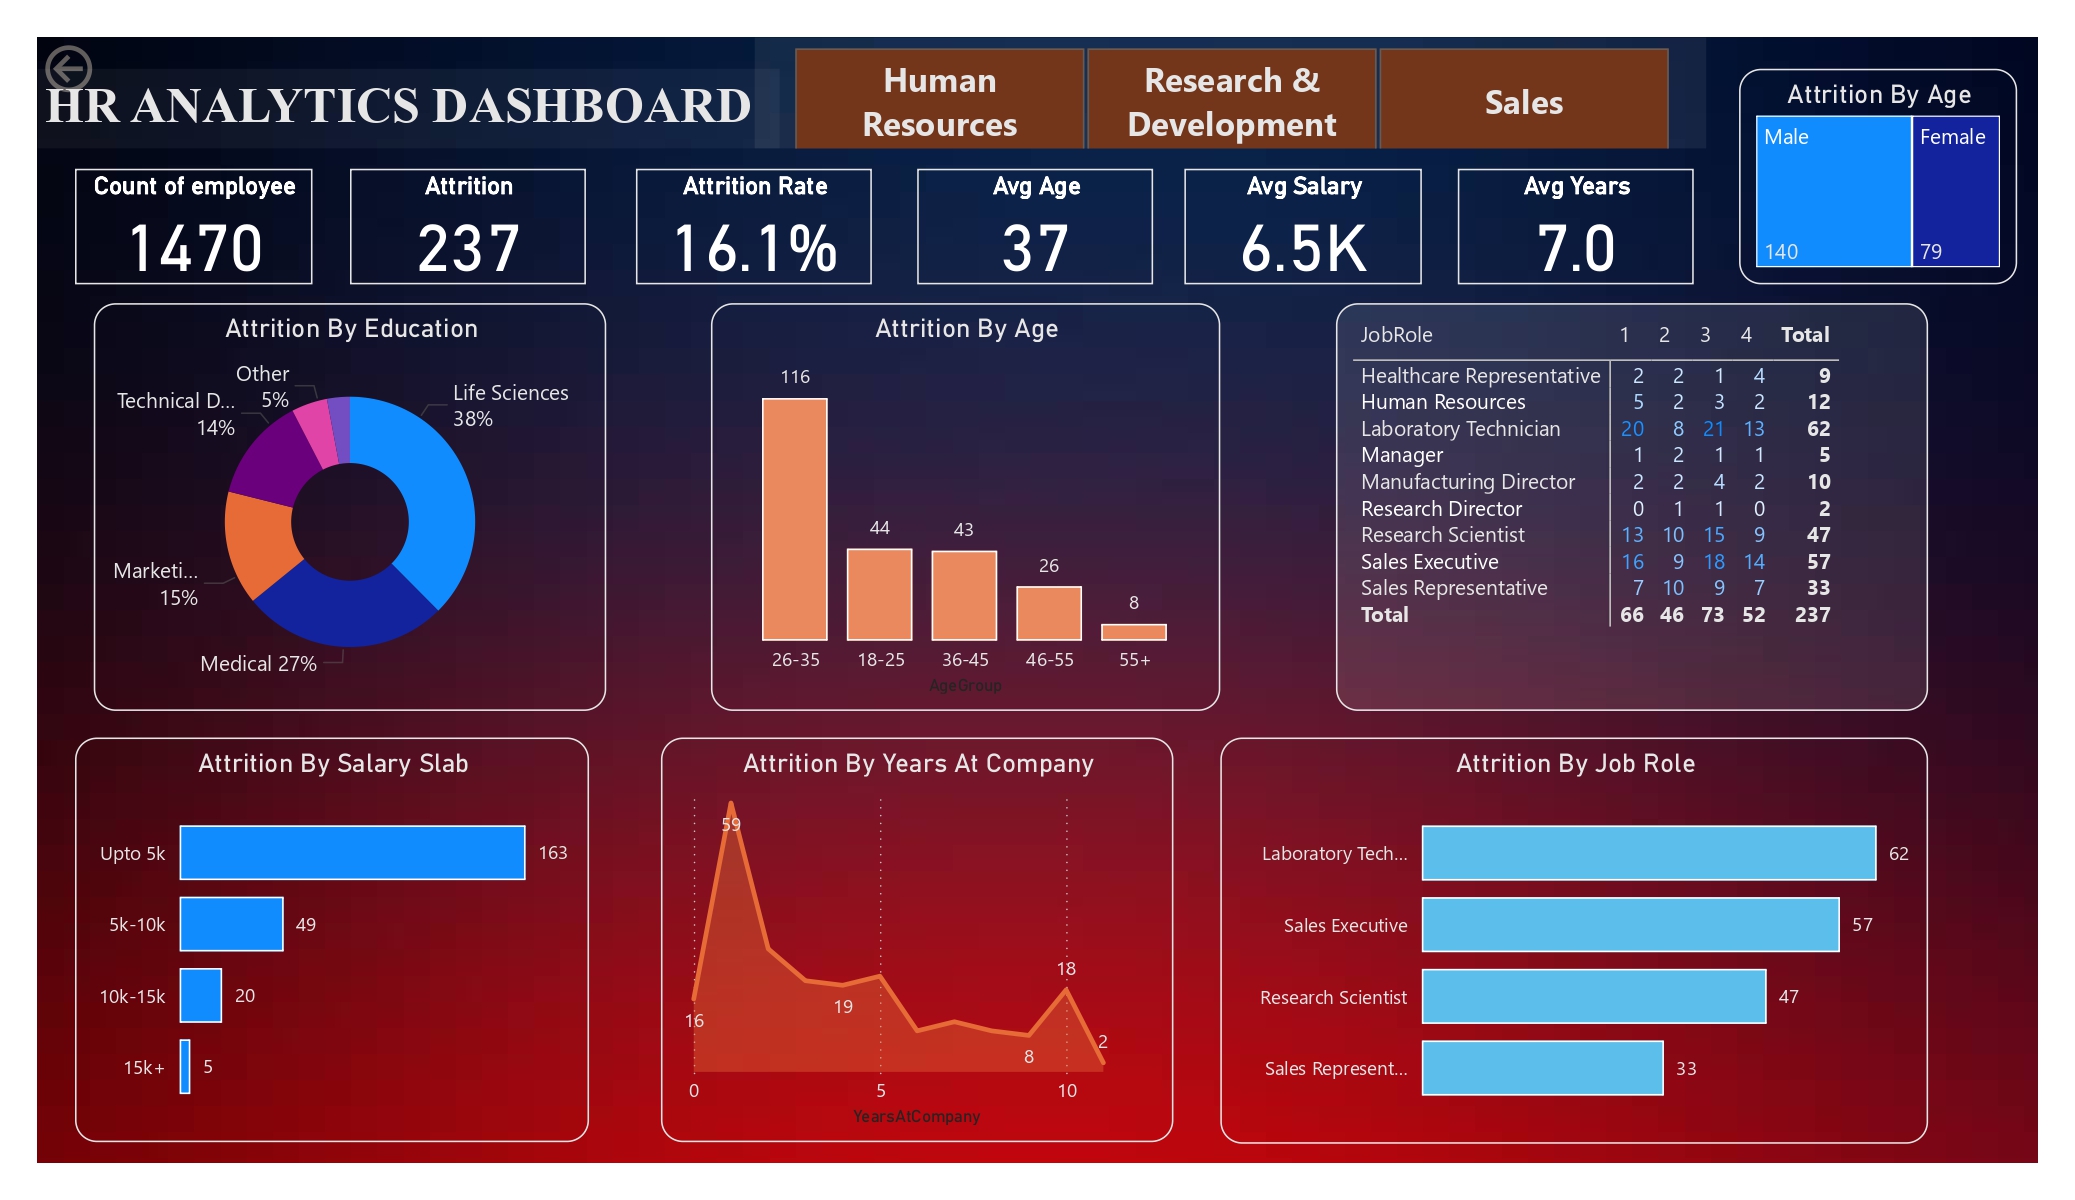 HR ANALYTICS DASHBOARD
Human
Resources
Research &
Development
Sales
Attrition By Age
Male
Female
140
79
Count of employee
1470
Attrition
237
Attrition Rate
16.1%
Avg Age
37
Avg Salary
6.5K
Avg Years
7.0
Attrition By Education
Other
5%
Life Sciences
38%
Technical D...
14%
Marketi...
15%
Medical 27%
Attrition By Age
116
44
43
26
8
26-35 18-25 36-45 46-55 55+
AgeGroup
JobRole 1 2 3 4 Total
Healthcare Representative 2 2 1 4 9
Human Resources 5 2 3 2 12
Laboratory Technician 20 8 21 13 62
Manager 1 2 1 1 5
Manufacturing Director 2 2 4 2 10
Research Director 0 1 1 0 2
Research Scientist 13 10 15 9 47
Sales Executive 16 9 18 14 57
Sales Representative 7 10 9 7 33
Total 66 46 73 52 237
Attrition By Salary Slab
Upto 5k 163
5k-10k 49
10k-15k 20
15k+ 5
Attrition By Years At Company
59
16
19
18
8
2
0 5 10
YearsAtCompany
Attrition By Job Role
Laboratory Tech... 62
Sales Executive 57
Research Scientist 47
Sales Represent... 33